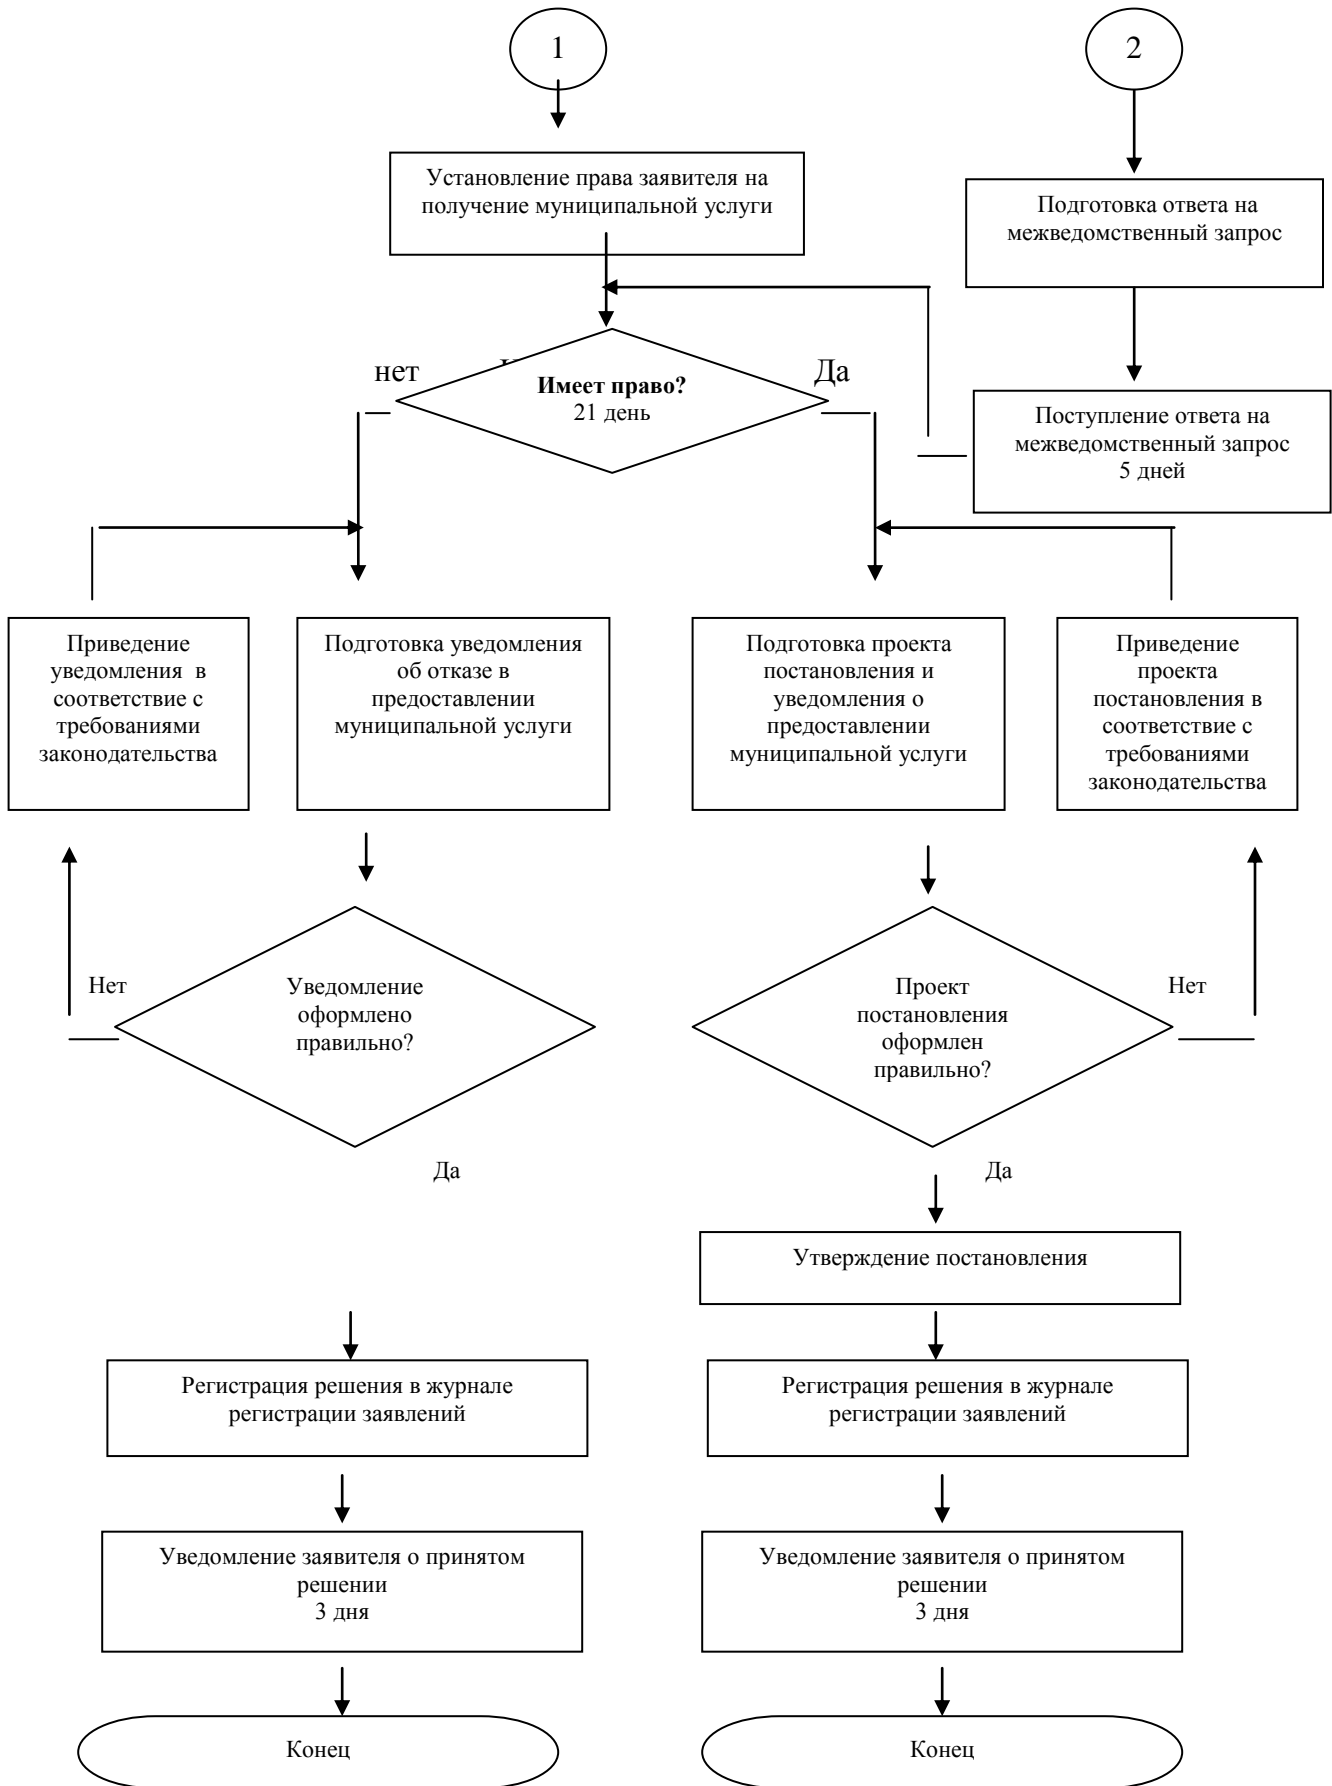 1
2
Установление права заявителя на
получение муниципальной услуги
Подготовка ответа на
межведомственный запрос
нет
Имеет право?
21 день
Да
Поступление ответа на
межведомственный запрос
5 дней
Приведение
уведомления в
соответствие с
требованиями
законодательства
Подготовка уведомления
об отказе в
предоставлении
муниципальной услуги
Подготовка проекта
постановления и
уведомления о
предоставлении
муниципальной услуги
Приведение
проекта
постановления в
соответствие с
требованиями
законодательства
Нет
Уведомление
оформлено
правильно?
Проект
постановления
оформлен
правильно?
Нет
Да
Да
Утверждение постановления
Регистрация решения в журнале
регистрации заявлений
Регистрация решения в журнале
регистрации заявлений
Уведомление заявителя о принятом
решении
3 дня
Уведомление заявителя о принятом
решении
3 дня
Конец
Конец